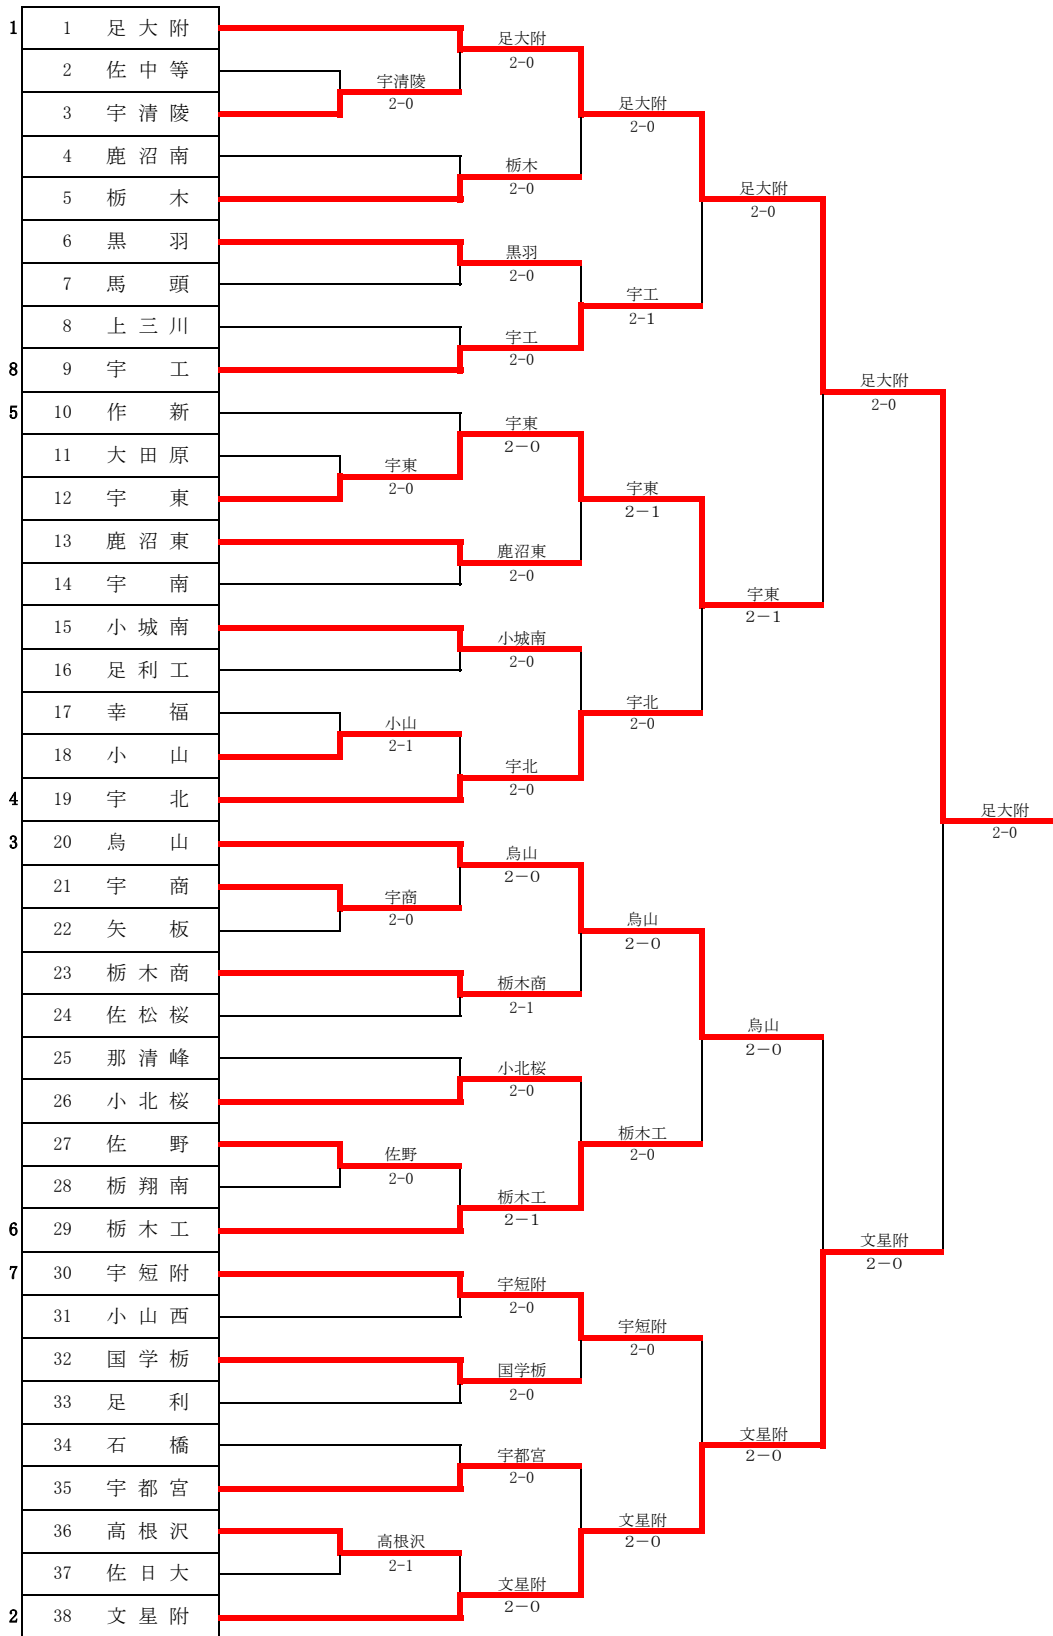 1 1 足大附
2 佐中等
3 宇清陵
4 鹿沼南
5 栃木
6 黒羽
7 馬頭
8 上三川
8 9 宇工
5 10 作新
11 大田原
12 宇東
13 鹿沼東
14 宇南
15 小城南
16 足利工
17 幸福
18 小山
4 19 宇北
3 20 烏山
21 宇商
22 矢板
23 栃木商
24 佐松桜
25 那清峰
26 小北桜
27 佐野
28 栃翔南
6 29 栃木工
7 30 宇短附
31 小山西
32 国学栃
33 足利
34 石橋
35 宇都宮
36 高根沢
37 佐日大
2 38 文星附
宇清陵
2-0
宇東
2-0
小山
2-1
宇商
2-0
佐野
2-0
高根沢
2-1
足大附
2-0
栃木
2-0
黒羽
2-0
宇工
2-0
宇東
2－0
鹿沼東
2-0
小城南
2-0
宇北
2-0
烏山
2－0
栃木商
2-1
小北桜
2-0
栃木工
2－1
宇短附
2-0
国学栃
2-0
宇都宮
2-0
文星附
2－0
足大附
2-0
宇工
2-1
宇東
2－1
宇北
2-0
烏山
2－0
栃木工
2-0
宇短附
2-0
文星附
2－0
足大附
2-0
宇東
2－1
烏山
2－0
文星附
2－0
足大附
2-0
文星附
2－0
足大附
2-0